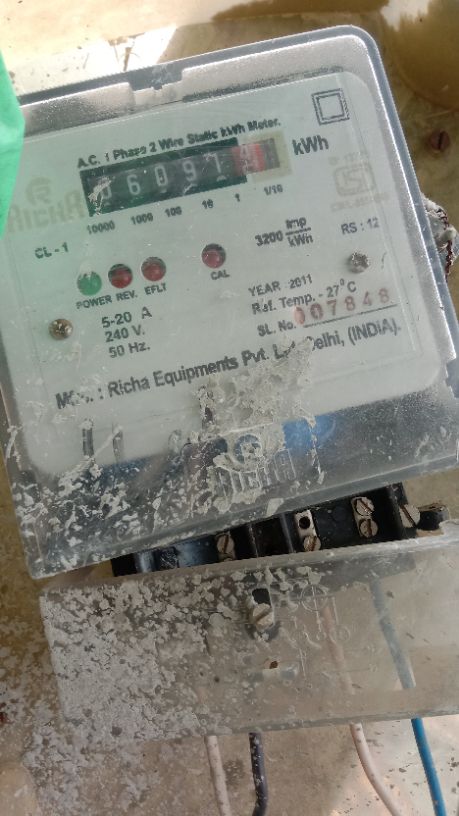 A.C. 1 Phase 2 Wire Static kWh Meter.
6091
kWh
RICHA
10000 1000 100 10 1 1/10
CL - 1
3200 imp/kWh
RS : 12
POWER REV. EFLT CAL
5-20 A
240 V.
50 Hz.
YEAR 2011
Ref. Temp. - 27°C
SL. No. 007848
Richa Equipments Pvt. Delhi, (INDIA).
RICHA